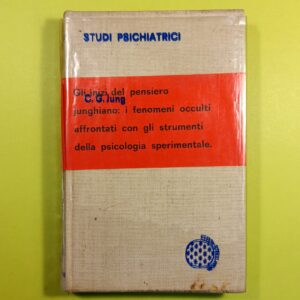 STUDI PSICHIATRICI
Gli inizi del pensiero
C. G. Jung
junghiano: i fenomeni occulti
affrontati con gli strumenti
della psicologia sperimentale.